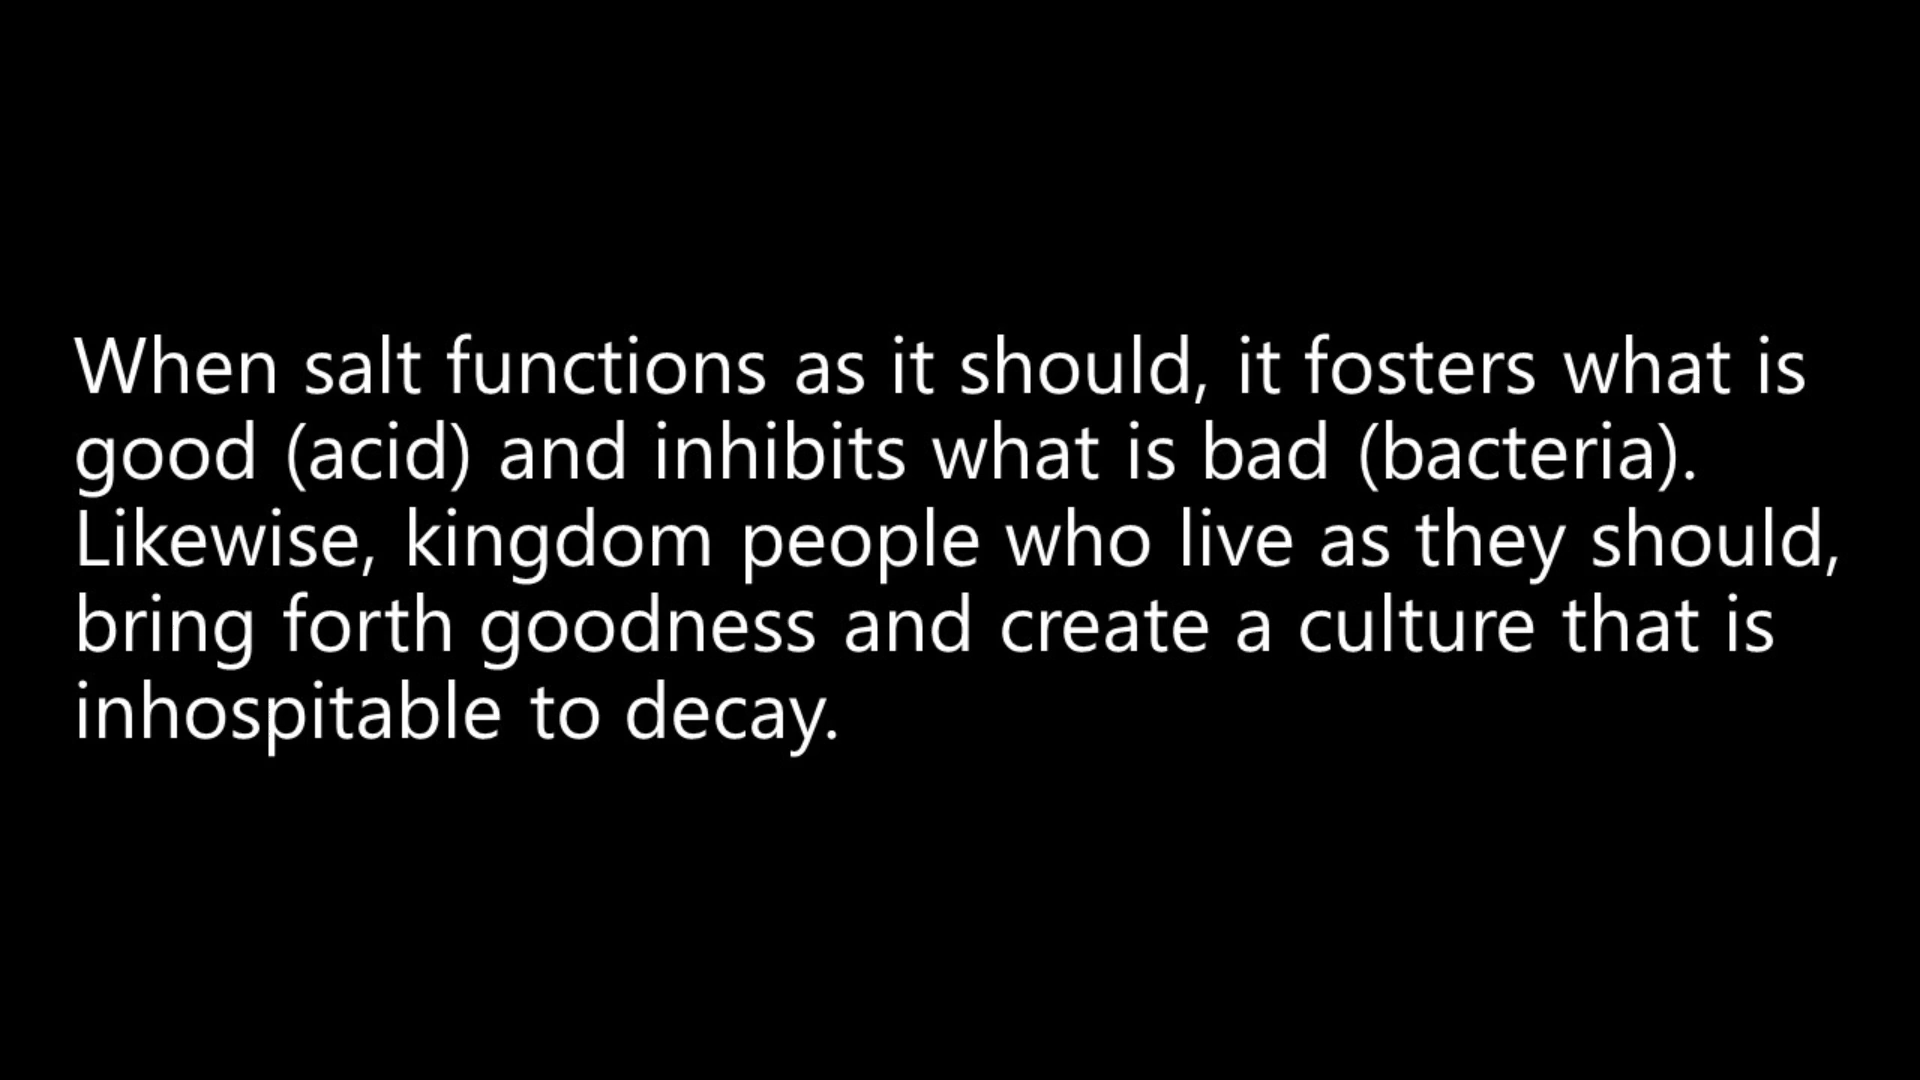 When salt functions as it should, it fosters what is
good (acid) and inhibits what is bad (bacteria).
Likewise, kingdom people who live as they should,
bring forth goodness and create a culture that is
inhospitable to decay.